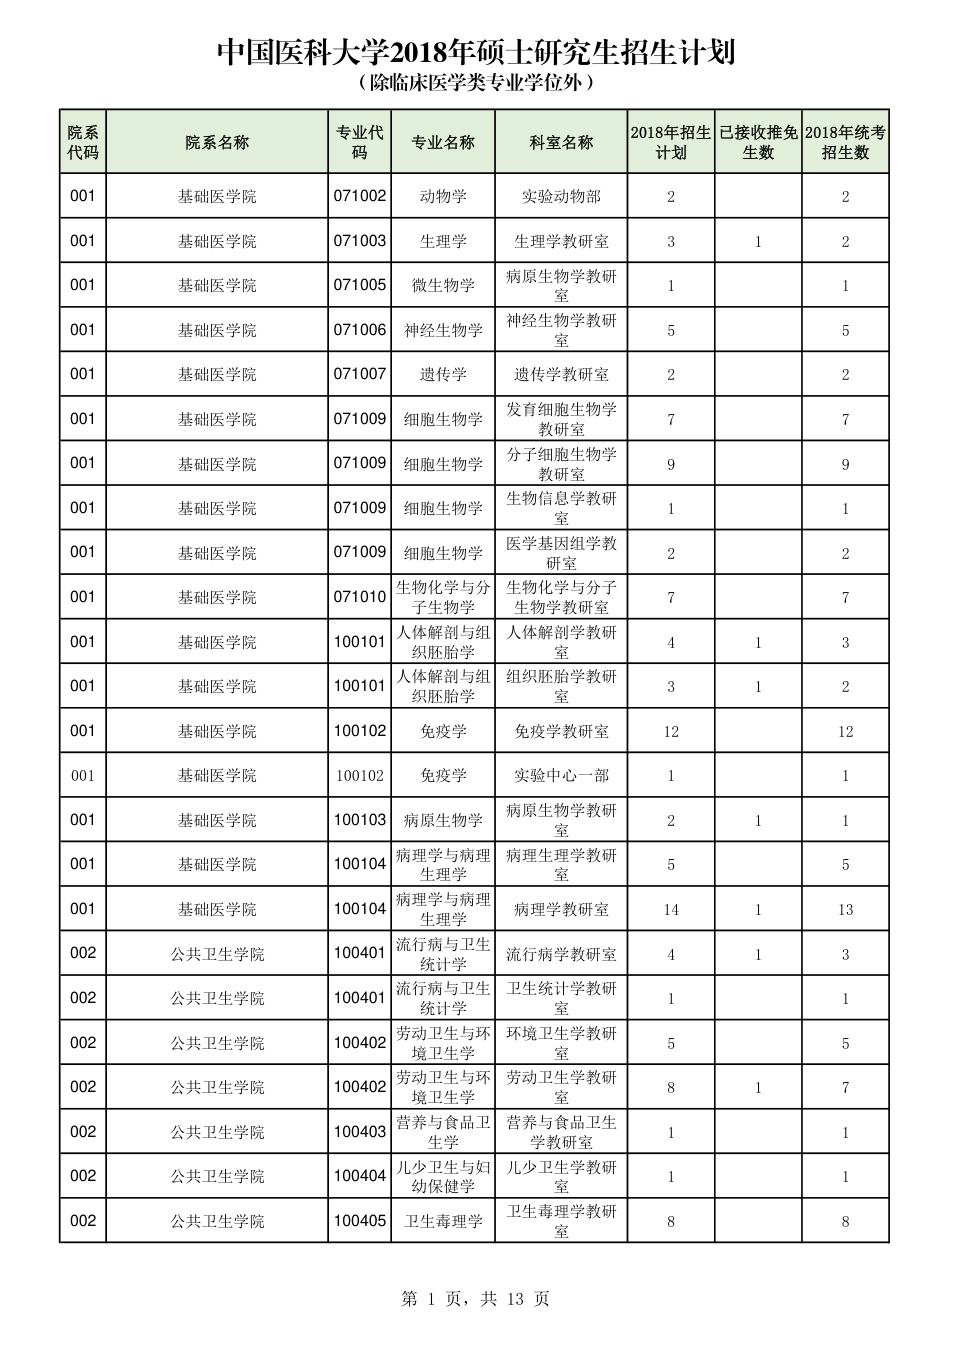 中国医科大学2018年硕士研究生招生计划
（除临床医学类专业学位外）
院系代码 院系名称 专业代码 专业名称 科室名称 2018年招生计划 已接收推免生数 2018年统考招生数
001 基础医学院 071002 动物学 实验动物部 2 2
001 基础医学院 071003 生理学 生理学教研室 3 1 2
001 基础医学院 071005 微生物学 病原生物学教研室 1 1
001 基础医学院 071006 神经生物学 神经生物学教研室 5 5
001 基础医学院 071007 遗传学 遗传学教研室 2 2
001 基础医学院 071009 细胞生物学 发育细胞生物学教研室 7 7
001 基础医学院 071009 细胞生物学 分子细胞生物学教研室 9 9
001 基础医学院 071009 细胞生物学 生物信息学教研室 1 1
001 基础医学院 071009 细胞生物学 医学基因组学教研室 2 2
001 基础医学院 071010 生物化学与分子生物学 生物化学与分子生物学教研室 7 7
001 基础医学院 100101 人体解剖与组织胚胎学 人体解剖学教研室 4 1 3
001 基础医学院 100101 人体解剖与组织胚胎学 组织胚胎学教研室 3 1 2
001 基础医学院 100102 免疫学 免疫学教研室 12 12
001 基础医学院 100102 免疫学 实验中心一部 1 1
001 基础医学院 100103 病原生物学 病原生物学教研室 2 1 1
001 基础医学院 100104 病理学与病理生理学 病理生理学教研室 5 5
001 基础医学院 100104 病理学与病理生理学 病理学教研室 14 1 13
002 公共卫生学院 100401 流行病与卫生统计学 流行病学教研室 4 1 3
002 公共卫生学院 100401 流行病与卫生统计学 卫生统计学教研室 1 1
002 公共卫生学院 100402 劳动卫生与环境卫生学 环境卫生学教研室 5 5
002 公共卫生学院 100402 劳动卫生与环境卫生学 劳动卫生学教研室 8 1 7
002 公共卫生学院 100403 营养与食品卫生学 营养与食品卫生学教研室 1 1
002 公共卫生学院 100404 儿少卫生与妇幼保健学 儿少卫生学教研室 1 1
002 公共卫生学院 100405 卫生毒理学 卫生毒理学教研室 8 8
第 1 页，共 13 页